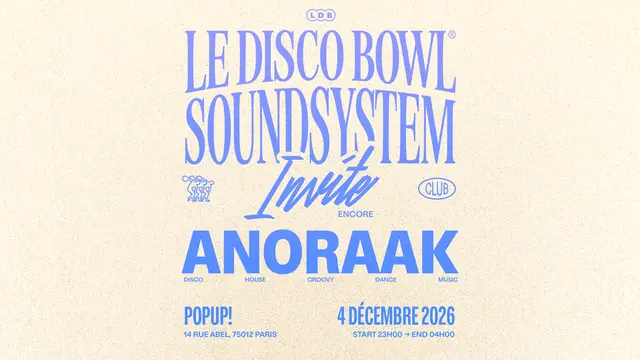 LDB
LE DISCO BOWL®
SOUNDSYSTEM
Invite
CLUB
ENCORE
ANORAAK
DISCO HOUSE GROOVY DANCE MUSIC
POPUP! 4 DÉCEMBRE 2026
14 RUE ABEL, 75012 PARIS START 23H00 → END 04H00